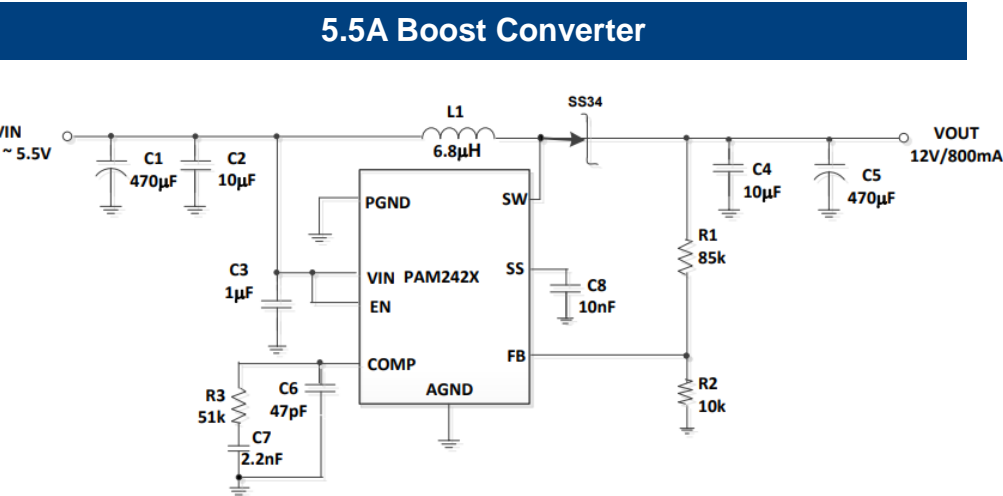 5.5A Boost Converter
SS34
L1
VIN
6.8μH
VOUT
~ 5.5V
12V/800mA
C1
470μF
C2
10μF
C4
10μF
C5
470μF
PGND
SW
R1
85k
C3
1μF
VIN PAM242X
SS
C8
10nF
EN
FB
COMP
AGND
R3
51k
C6
47pF
R2
10k
C7
2.2nF